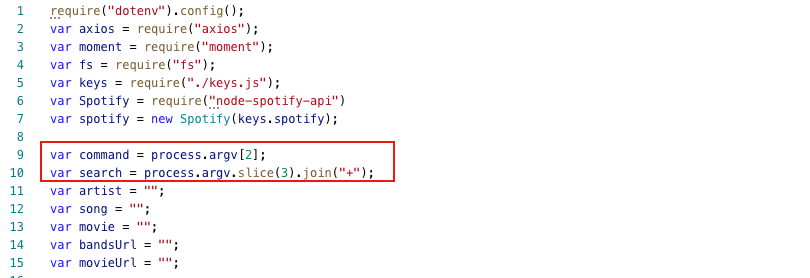 1 require("dotenv").config();
2 var axios = require("axios");
3 var moment = require("moment");
4 var fs = require("fs");
5 var keys = require("./keys.js");
6 var Spotify = require("node-spotify-api")
7 var spotify = new Spotify(keys.spotify);
8
9 var command = process.argv[2];
10 var search = process.argv.slice(3).join("+");
11 var artist = "";
12 var song = "";
13 var movie = "";
14 var bandsUrl = "";
15 var movieUrl = "";